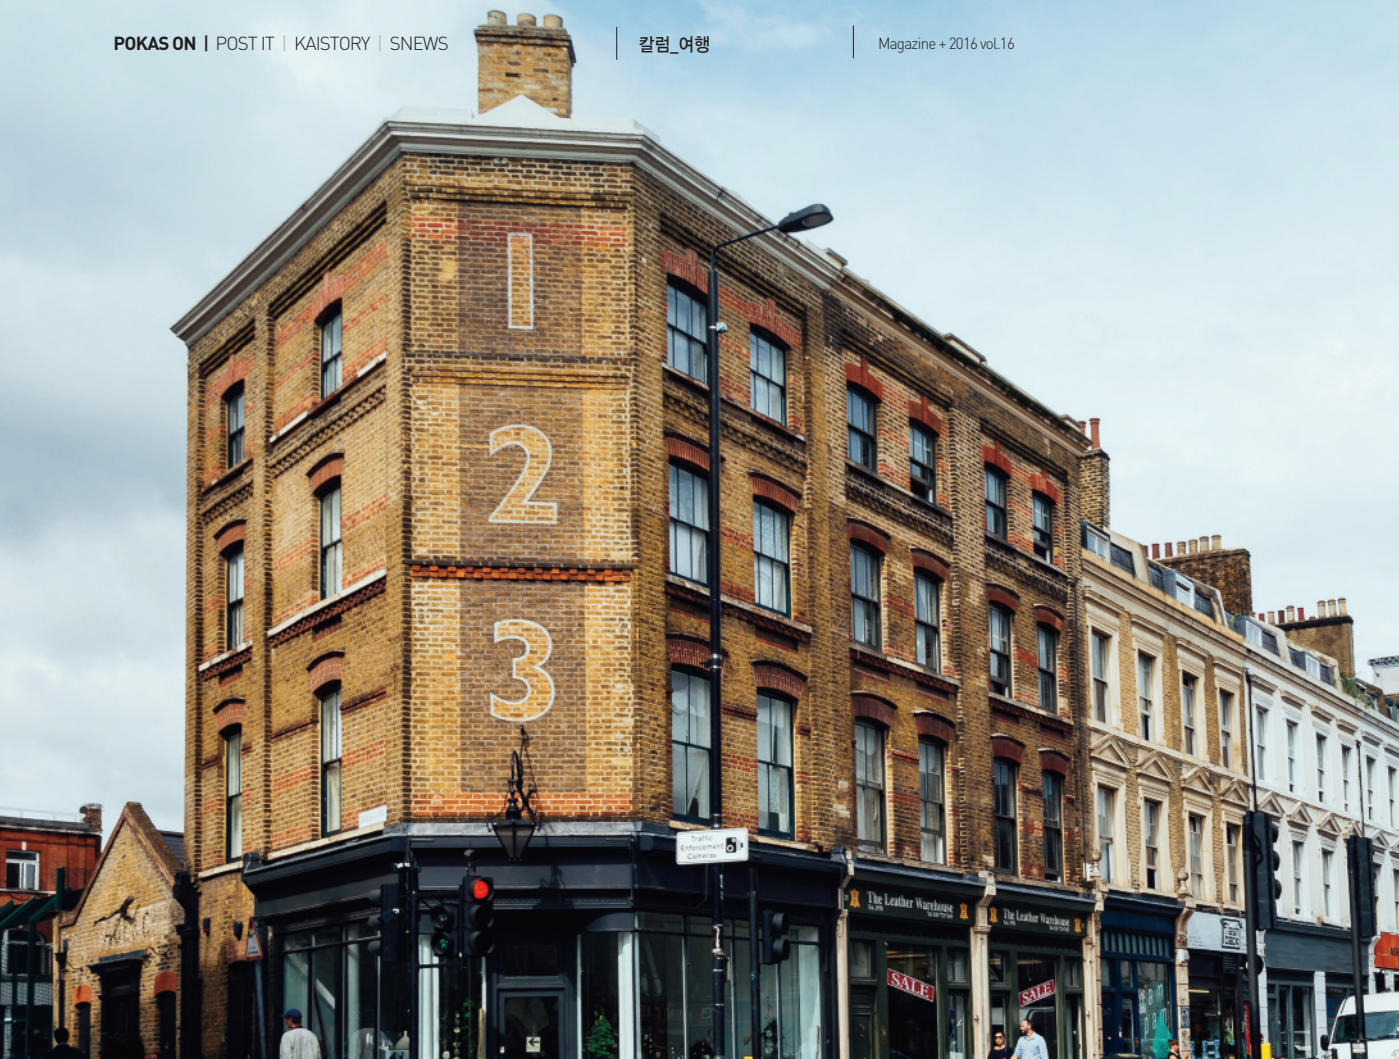 POKAS ON | POST IT | KAISTORY | SNEWS
칼럼_여행
Magazine + 2016 vol.16
1
2
3
Traffic
Enforcement
Cameras
The Leather Warehouse
The Leather Warehouse
SALE
SALE